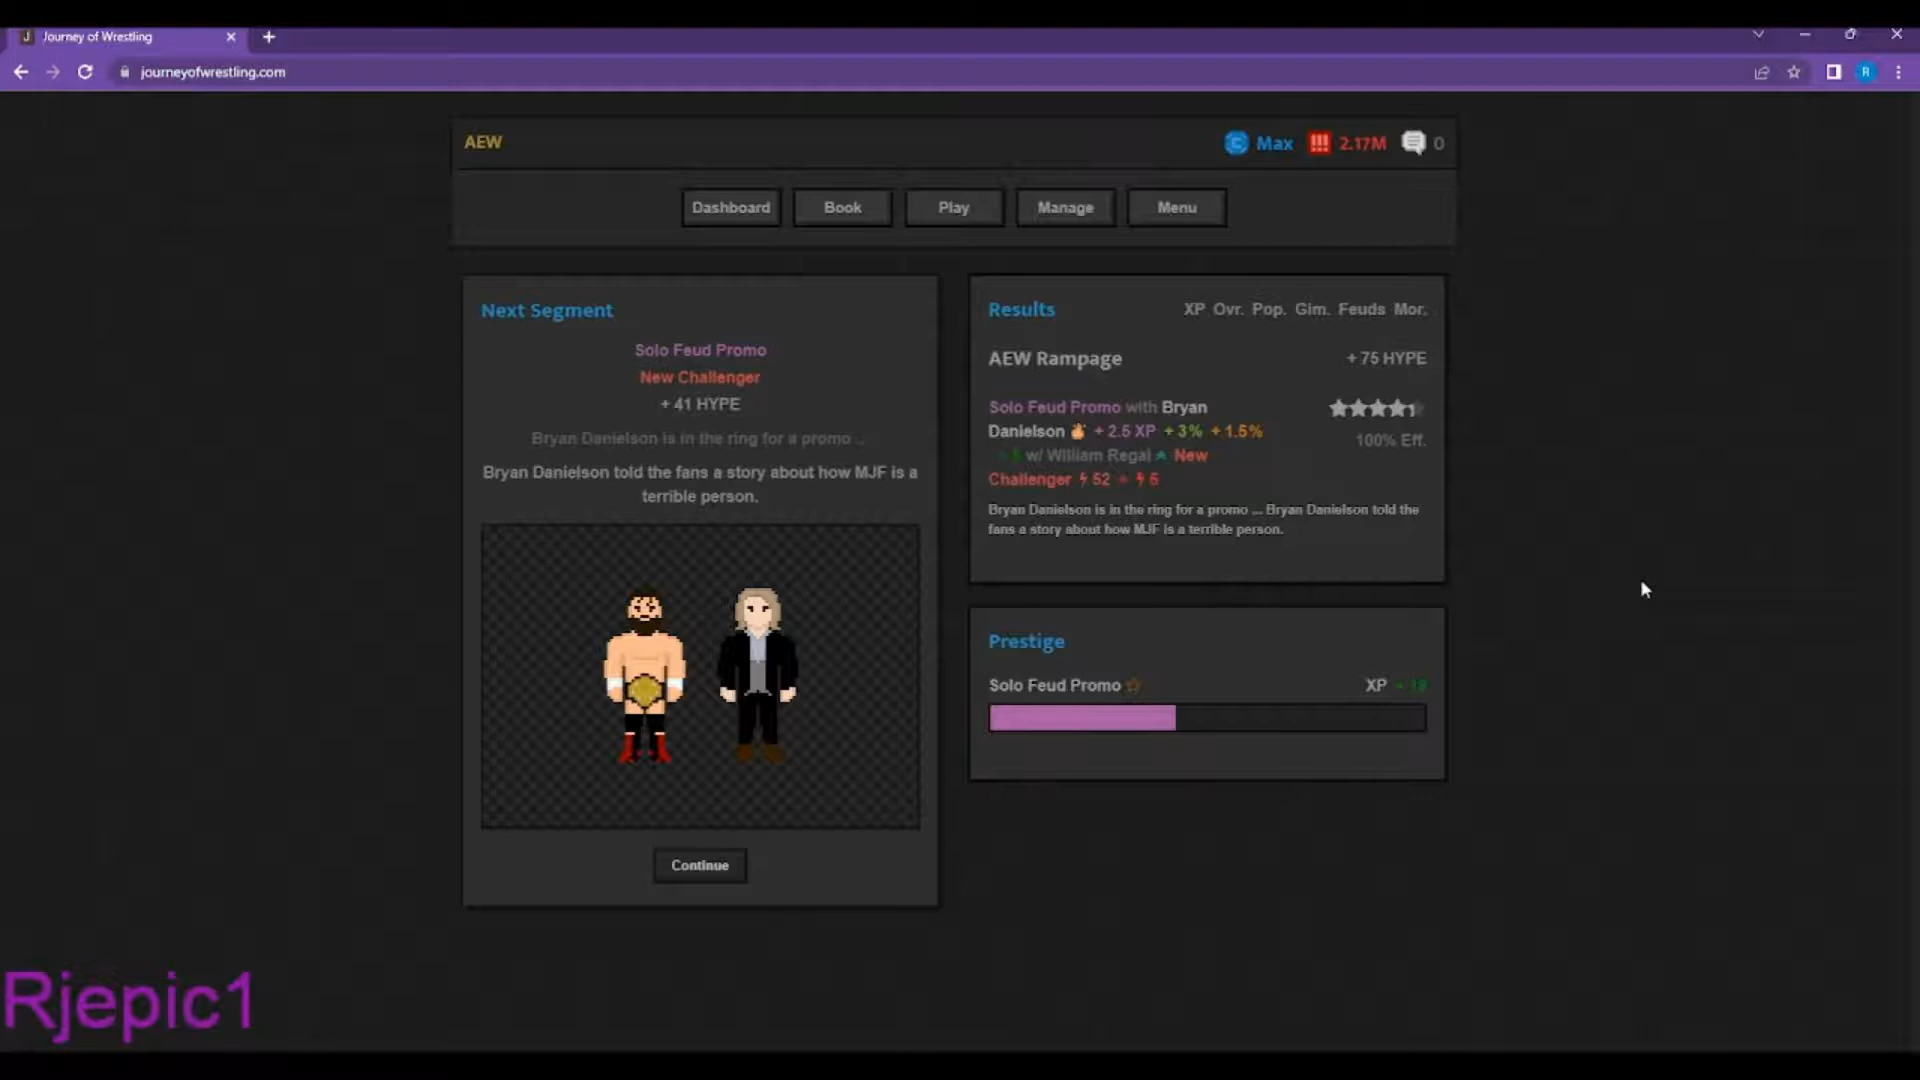 Journey of Wrestling
journeyofwrestling.com
R
AEW
Max
2.17M
0
Dashboard
Book
Play
Manage
Menu
Next Segment
Solo Feud Promo
New Challenger
+ 41 HYPE
Bryan Danielson is in the ring for a promo ...
Bryan Danielson told the fans a story about how MJF is a
terrible person.
Continue
Results
XP Ovr. Pop. Gim. Feuds Mor.
AEW Rampage
+ 75 HYPE
Solo Feud Promo with Bryan
Danielson + 2.5 XP + 3% + 1.5%
w/ William Regal New
Challenger 52 + 6
100% Eff.
Bryan Danielson is in the ring for a promo ... Bryan Danielson told the
fans a story about how MJF is a terrible person.
Prestige
Solo Feud Promo
XP
Rjepic1